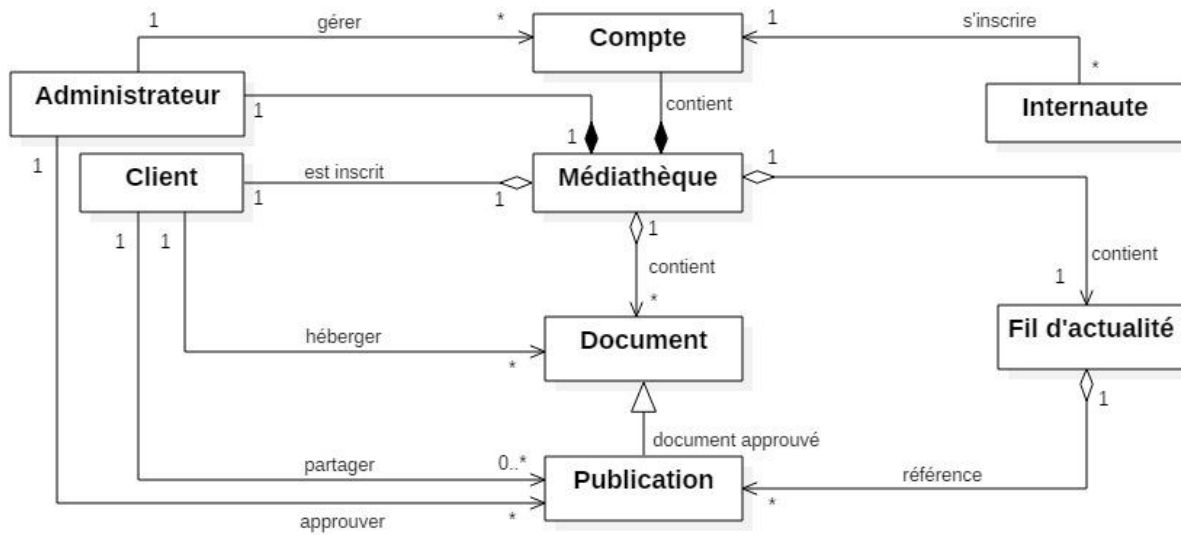 1
gérer
*
Compte
1
s'inscrire
*
Administrateur
1
contient
Internaute
1
1
Client
est inscrit
1
1
Médiathèque
1
1
1
1
contient
*
contient
1
héberger
*
Document
Fil d'actualité
1
document approuvé
partager
0..*
Publication
référence
*
approuver
*